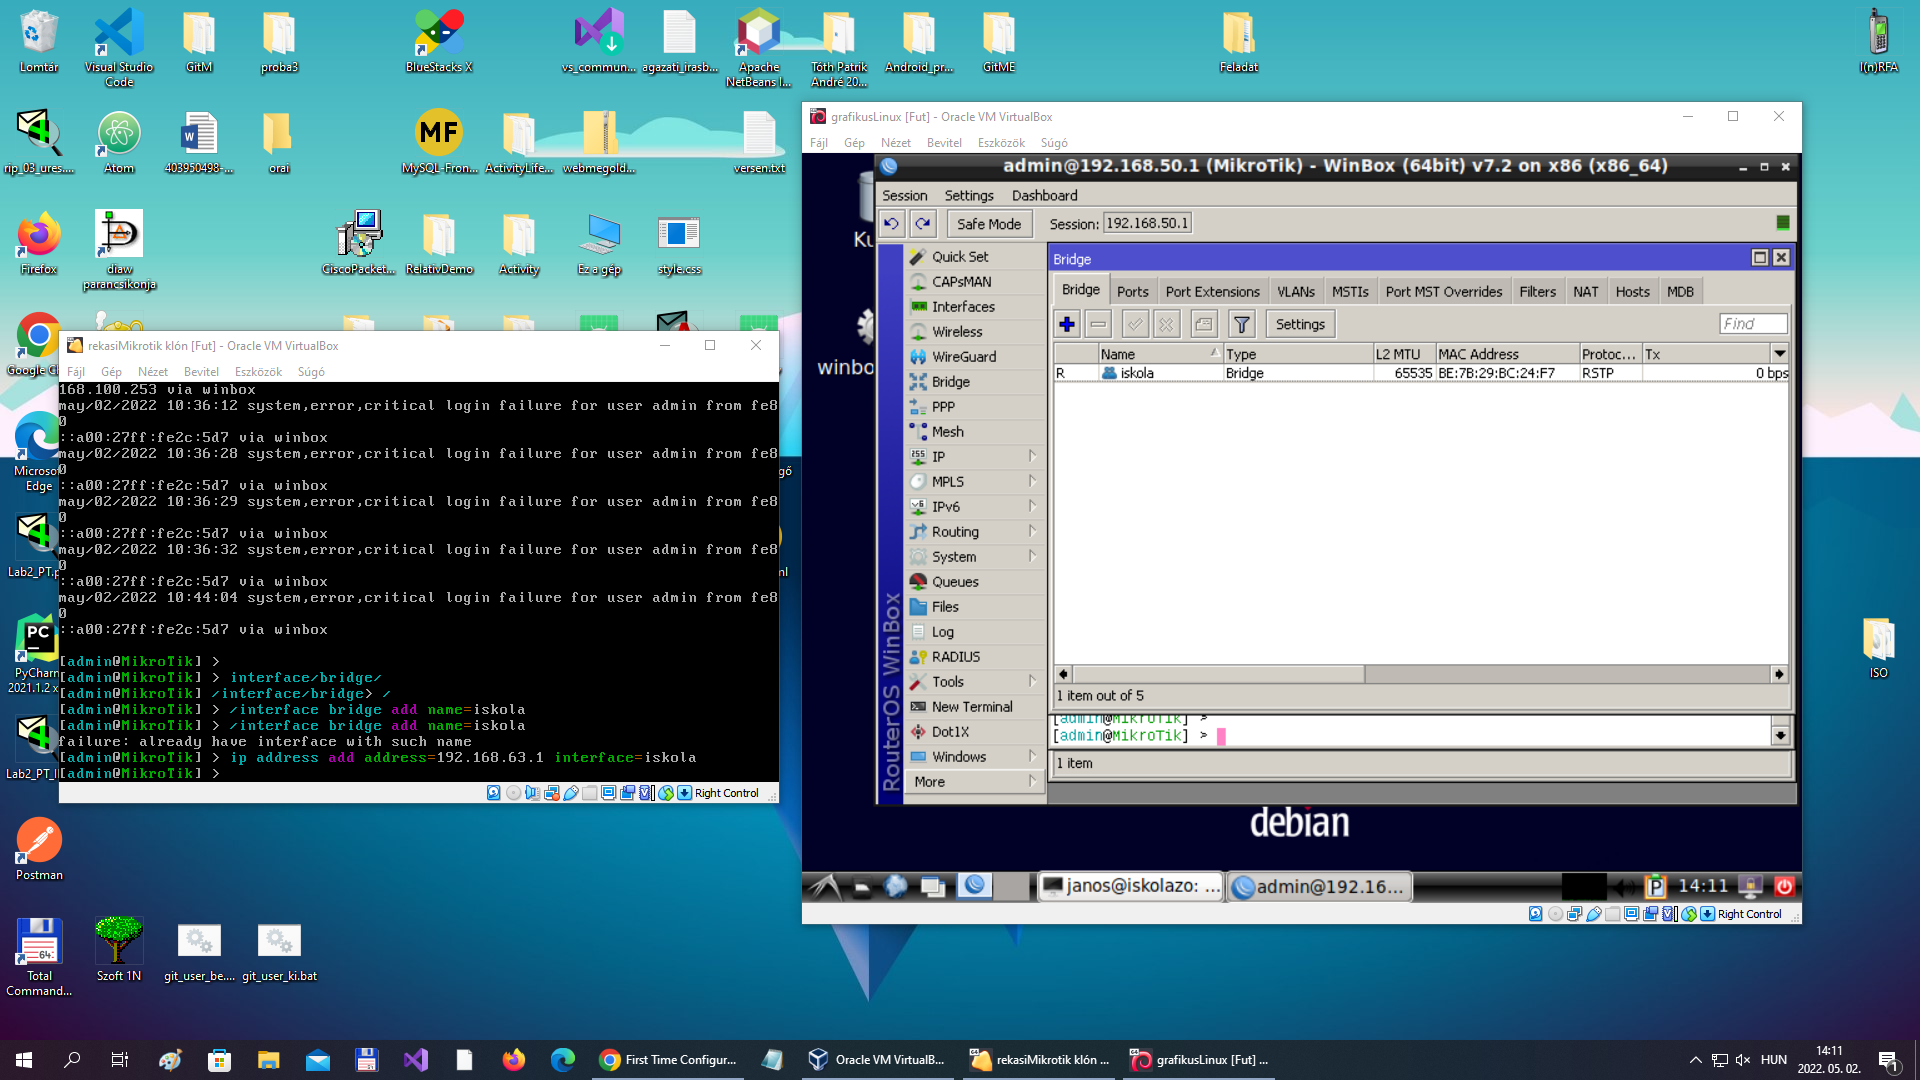 Lomtár
Visual Studio
Code
GitM
proba3
BlueStacks X
vs_commun...
agazati_irasb...
Apache
NetBeans I...
Tóth Patrik
André 20...
Android_pr...
GitME
Feladat
I(n)RFA
rip_03_ures....
Atom
403950498-...
orai
MF
MySQL-Fron...
ActivityLife...
webmegold...
versen.txt
Firefox
diaw
parancsikonja
CiscoPacket...
RelativDemo
Activity
Ez a gép
style.css
rekasiMikrotik klón [Fut] - Oracle VM VirtualBox
Fájl Gép Nézet Bevitel Eszközök Súgó
168.100.253 via winbox
may/02/2022 10:36:12 system,error,critical login failure for user admin from fe8
0
::a00:27ff:fe2c:5d7 via winbox
may/02/2022 10:36:28 system,error,critical login failure for user admin from fe8
0
::a00:27ff:fe2c:5d7 via winbox
may/02/2022 10:36:29 system,error,critical login failure for user admin from fe8
0
::a00:27ff:fe2c:5d7 via winbox
may/02/2022 10:36:32 system,error,critical login failure for user admin from fe8
0
::a00:27ff:fe2c:5d7 via winbox
may/02/2022 10:44:04 system,error,critical login failure for user admin from fe8
0
::a00:27ff:fe2c:5d7 via winbox
[admin@MikroTik] >
[admin@MikroTik] > interface/bridge/
[admin@MikroTik] /interface/bridge> /
[admin@MikroTik] > /interface bridge add name=iskola
[admin@MikroTik] > /interface bridge add name=iskola
failure: already have interface with such name
[admin@MikroTik] > ip address add address=192.168.63.1 interface=iskola
[admin@MikroTik] >
Right Control
Google C
Microso
Edge
Lab2_PT.p
PC
PyCharm
2021.1.2 x
Lab2_PT_I
Postman
64:
Total
Command...
Szoft 1N
git_user_be....
git_user_ki.bat
grafikusLinux [Fut] - Oracle VM VirtualBox
Fájl Gép Nézet Bevitel Eszközök Súgó
Ku
winbo
admin@192.168.50.1 (MikroTik) - WinBox (64bit) v7.2 on x86 (x86_64)
Session Settings Dashboard
Safe Mode Session: 192.168.50.1
RouterOS WinBox
Quick Set
CAPsMAN
Interfaces
Wireless
WireGuard
Bridge
PPP
Mesh
IP
MPLS
IPv6
Routing
System
Queues
Files
Log
RADIUS
Tools
New Terminal
Dot1X
Windows
More
Bridge
Bridge Ports Port Extensions VLANs MSTIs Port MST Overrides Filters NAT Hosts MDB
Settings Find
Name Type L2 MTU MAC Address Protoc... Tx
R iskola Bridge 65535 BE:7B:29:BC:24:F7 RSTP 0 bps
1 item out of 5
[admin@MikroTik] >
[admin@MikroTik] >
1 item
debian
janos@iskolazo: ...
admin@192.16...
14:11
Right Control
ISO
First Time Configur...
Oracle VM VirtualB...
rekasiMikrotik klón ...
grafikusLinux [Fut] ...
HUN
14:11
2022. 05. 02.
1